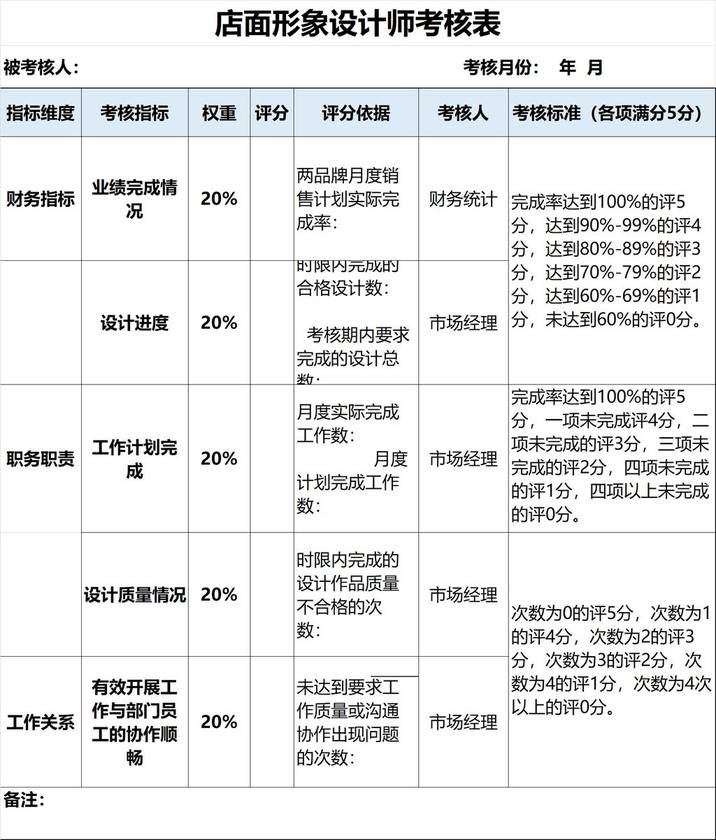 店面形象设计师考核表
被考核人：
考核月份： 年 月
指标维度
考核指标
权重
评分
评分依据
考核人
考核标准（各项满分5分）
财务指标
业绩完成情
况
20%
两品牌月度销
售计划实际完
成率：
财务统计
完成率达到100%的评5
分，达到90%-99%的评4
分，达到80%-89%的评3
分，达到70%-79%的评2
分，达到60%-69%的评1
分，未达到60%的评0分。
设计进度
20%
时限内完成的
合格设计数：
考核期内要求
完成的设计总
数：
市场经理
职务职责
工作计划完
成
20%
月度实际完成
工作数：
月度
计划完成工作
数：
市场经理
完成率达到100%的评5
分，一项未完成评4分，二
项未完成的评3分，三项未
完成的评2分，四项未完成
的评1分，四项以上未完成
的评0分。
设计质量情况
20%
时限内完成的
设计作品质量
不合格的次
数：
市场经理
次数为0的评5分，次数为1
的评4分，次数为2的评3
分，次数为3的评2分，次
数为4的评1分，次数为4次
以上的评0分。
工作关系
有效开展工
作与部门员
工的协作顺
畅
20%
未达到要求工
作质量或沟通
协作出现问题
的次数：
市场经理
备注：